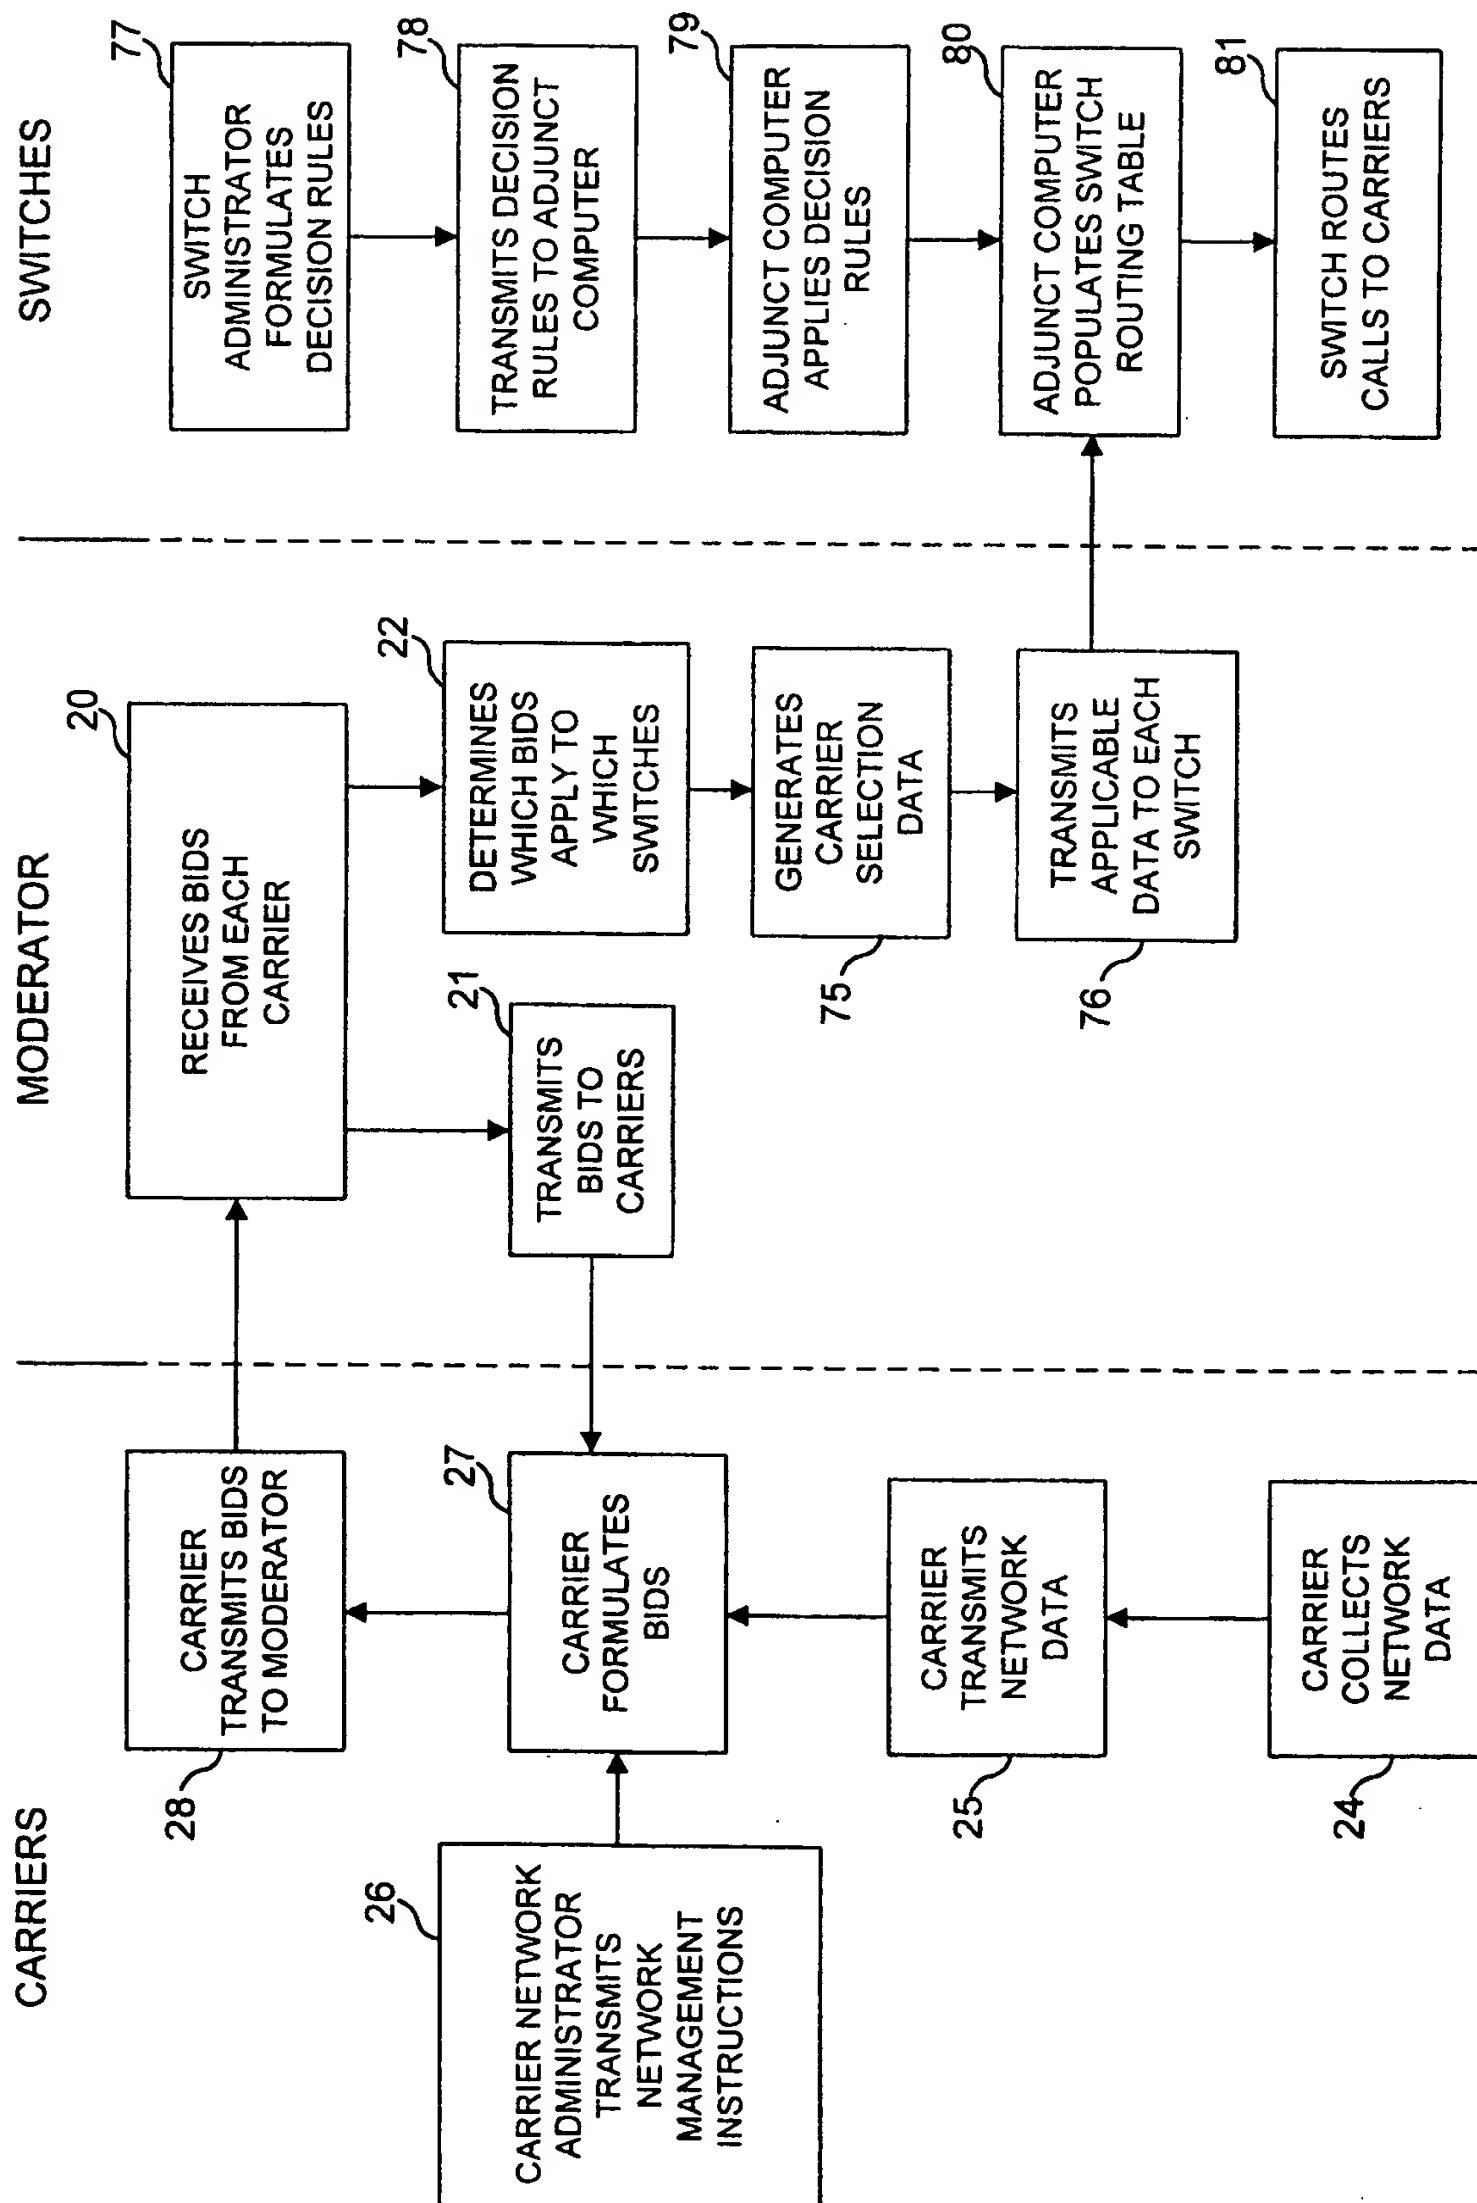 CARRIERS
MODERATOR
SWITCHES
28
CARRIER
TRANSMITS BIDS
TO MODERATOR
26
CARRIER NETWORK
ADMINISTRATOR
TRANSMITS
NETWORK
MANAGEMENT
INSTRUCTIONS
27
CARRIER
FORMULATES
BIDS
25
CARRIER
TRANSMITS
NETWORK
DATA
24
CARRIER
COLLECTS
NETWORK
DATA
20
RECEIVES BIDS
FROM EACH
CARRIER
21
TRANSMITS
BIDS TO
CARRIERS
22
DETERMINES
WHICH BIDS
APPLY TO
WHICH
SWITCHES
75
GENERATES
CARRIER
SELECTION
DATA
76
TRANSMITS
APPLICABLE
DATA TO EACH
SWITCH
77
SWITCH
ADMINISTRATOR
FORMULATES
DECISION RULES
78
TRANSMITS DECISION
RULES TO ADJUNCT
COMPUTER
79
ADJUNCT COMPUTER
APPLIES DECISION
RULES
80
ADJUNCT COMPUTER
POPULATES SWITCH
ROUTING TABLE
81
SWITCH ROUTES
CALLS TO CARRIERS